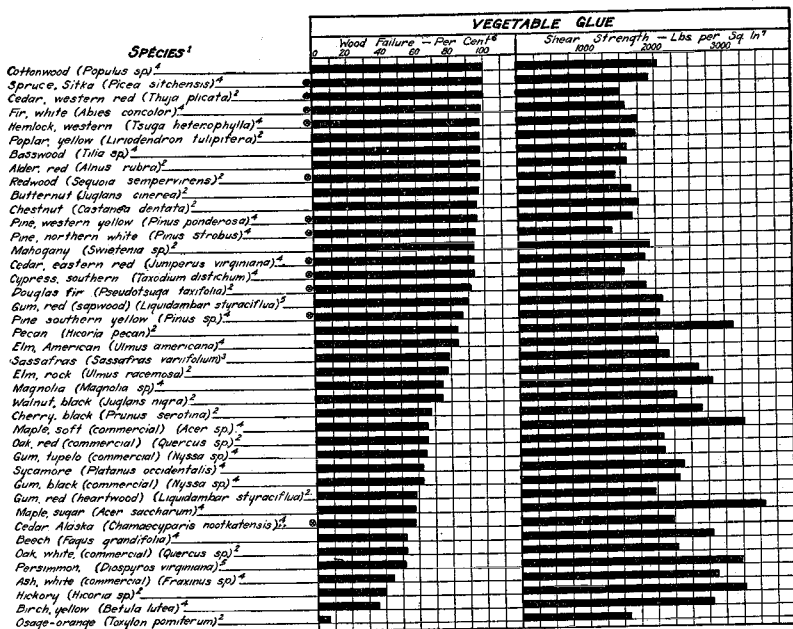 VEGETABLE GLUE
SPECIES¹
Wood Failure – Per Cent⁶
Shear Strength – Lbs. per Sq. In⁷
0 20 40 60 80 100
1000 2000 3000
Cottonwood (Populus sp)⁴
Spruce, Sitka (Picea sitchensis)⁴
Cedar, western red (Thuja plicata)²
Fir, white (Abies concolor)⁴
Hemlock, western (Tsuga heterophylla)⁴
Poplar, yellow (Liriodendron tulipifera)²
Basswood (Tilia sp)⁴
Alder, red (Alnus rubra)²
Redwood (Sequoia sempervirens)²
Butternut (Juglans cinerea)²
Chestnut (Castanea dentata)²
Pine, western yellow (Pinus ponderosa)⁴
Pine, northern white (Pinus strobus)⁴
Mahogany (Swietenia sp)²
Cedar, eastern red (Juniperus virginiana)⁴
Cypress, southern (Taxodium distichum)⁴
Douglas fir (Pseudotsuga taxifolia)²
Gum, red (sapwood) (Liquidambar styraciflua)⁵
Pine southern yellow (Pinus sp.)⁴
Pecan (Hicoria pecan)²
Elm, American (Ulmus americana)⁴
Sassafras (Sassafras variifolium)³
Elm, rock (Ulmus racemosa)²
Magnolia (Magnolia sp)⁴
Walnut, black (Juglans nigra)²
Cherry, black (Prunus serotina)²
Maple, soft (commercial) (Acer sp.)⁴
Oak, red (commercial) (Quercus sp)²
Gum, tupelo (commercial) (Nyssa sp)⁴
Sycamore (Platanus occidentalis)⁴
Gum, black (commercial) (Nyssa sp)⁴
Gum, red (heartwood) (Liquidambar styraciflua)²
Maple, sugar (Acer saccharum)⁴
Cedar Alaska (Chamaecyparis nootkatensis)⁴
Beech (Fagus grandifolia)⁴
Oak, white, (commercial) (Quercus sp)²
Persimmon, (Diospyros virginiana)⁵
Ash, white (commercial) (Fraxinus sp)⁴
Hickory (Hicoria sp)²
Birch, yellow (Betula lutea)⁴
Osage-orange (Toxylon pomiferum)²